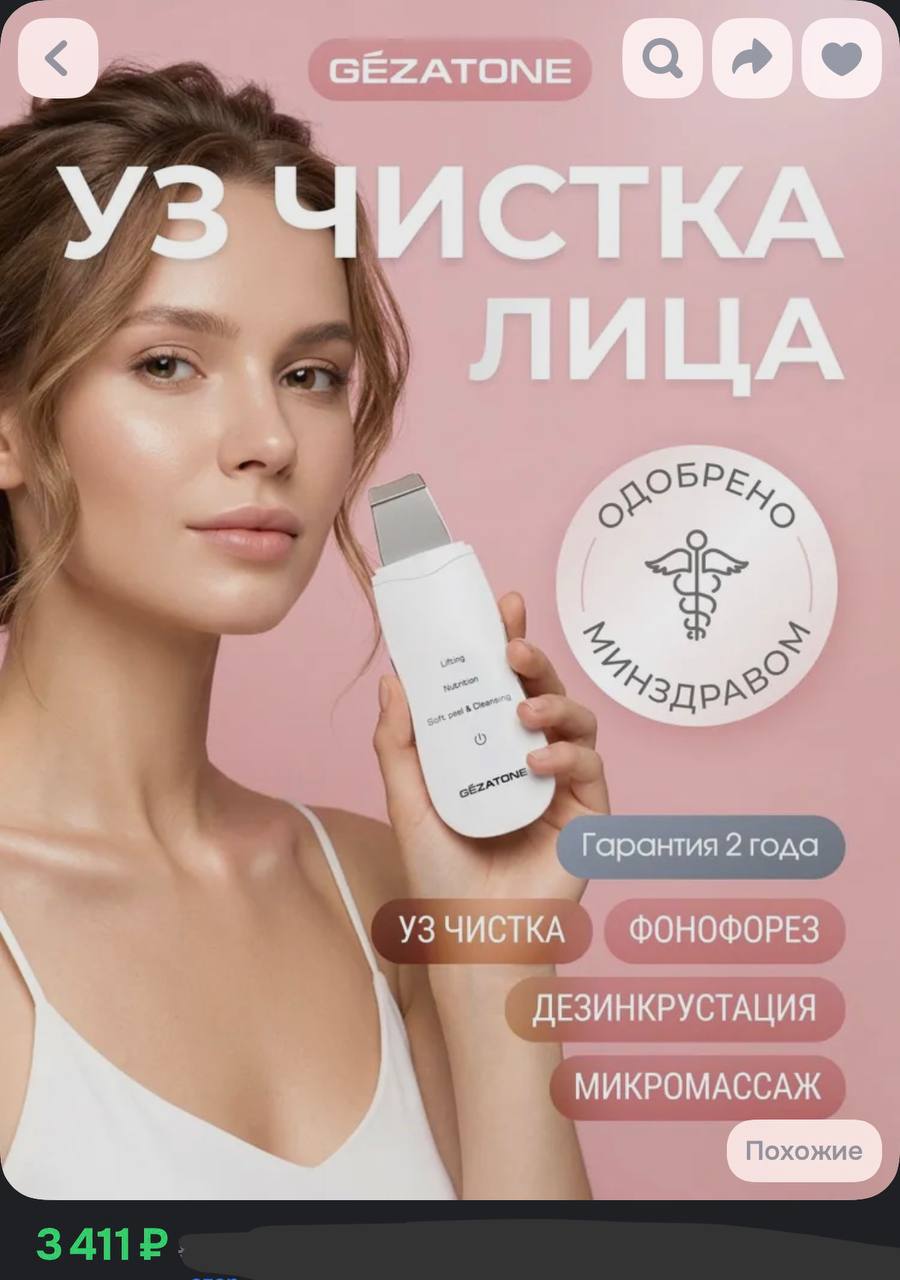 GÉZATONE
УЗ ЧИСТКА
ЛИЦА
ОДОБРЕНО
МИНЗДРАВОМ
Lifting
Nutrition
Soft peel & Cleansing
GÉZATONE
Гарантия 2 года
УЗ ЧИСТКА
ФОНОФОРЕЗ
ДЕЗИНКРУСТАЦИЯ
МИКРОМАССАЖ
Похожие
3 411 ₽